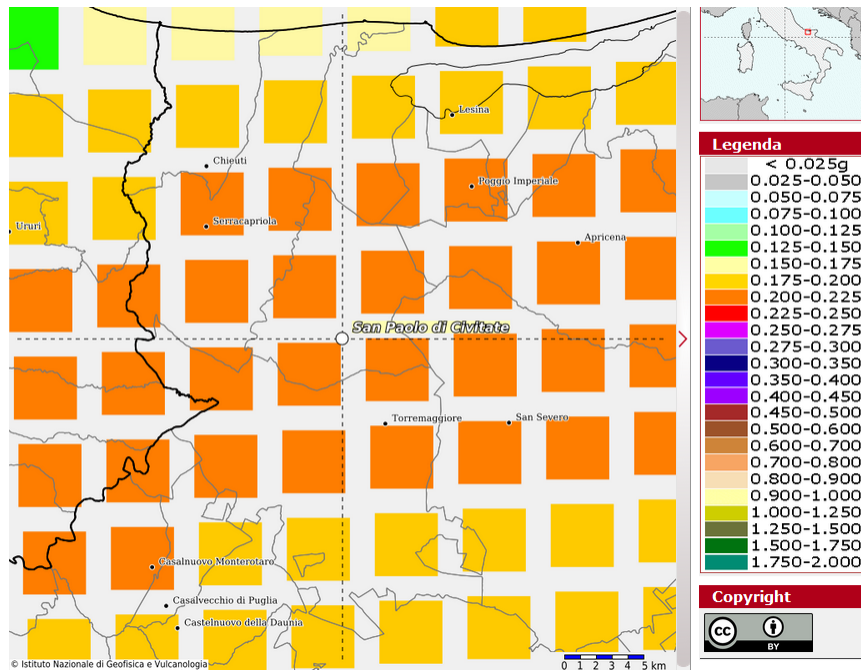 Lesina
Chieuti
Poggio Imperiale
Serracapriola
Ururi
Apricena
San Paolo di Civitate
Torremaggiore
San Severo
Casalnuovo Monterotaro
Casalvecchio di Puglia
Castelnuovo della Daunia
© Istituto Nazionale di Geofisica e Vulcanologia
0 1 2 3 4 5 km
Legenda
< 0.025g
0.025-0.050
0.050-0.075
0.075-0.100
0.100-0.125
0.125-0.150
0.150-0.175
0.175-0.200
0.200-0.225
0.225-0.250
0.250-0.275
0.275-0.300
0.300-0.350
0.350-0.400
0.400-0.450
0.450-0.500
0.500-0.600
0.600-0.700
0.700-0.800
0.800-0.900
0.900-1.000
1.000-1.250
1.250-1.500
1.500-1.750
1.750-2.000
Copyright
cc
BY